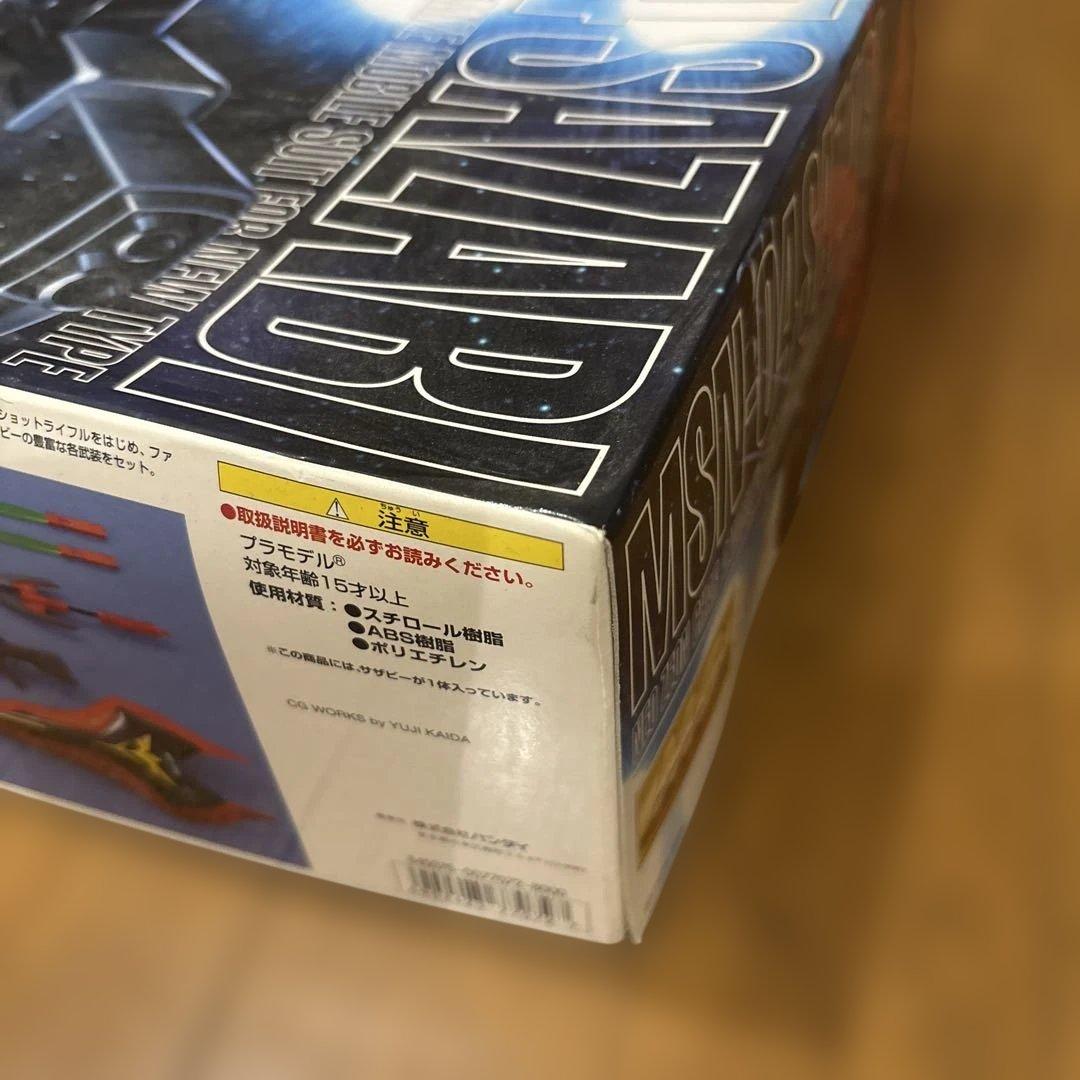 SAZABI
MOBILE SUIT FOR NEW TYPE
ショットライフルをはじめ、ファ
ビーの豊富な各武装をセット。
ちゅう い
注意
●取扱説明書を必ずお読みください。
プラモデル®
対象年齢15才以上
使用材質：●スチロール樹脂
●ABS樹脂
●ポリエチレン
※この商品には、サザビーが1体入っています。
CG WORKS by YUJI KAIDA
株式会社バンダイ
MSN-04